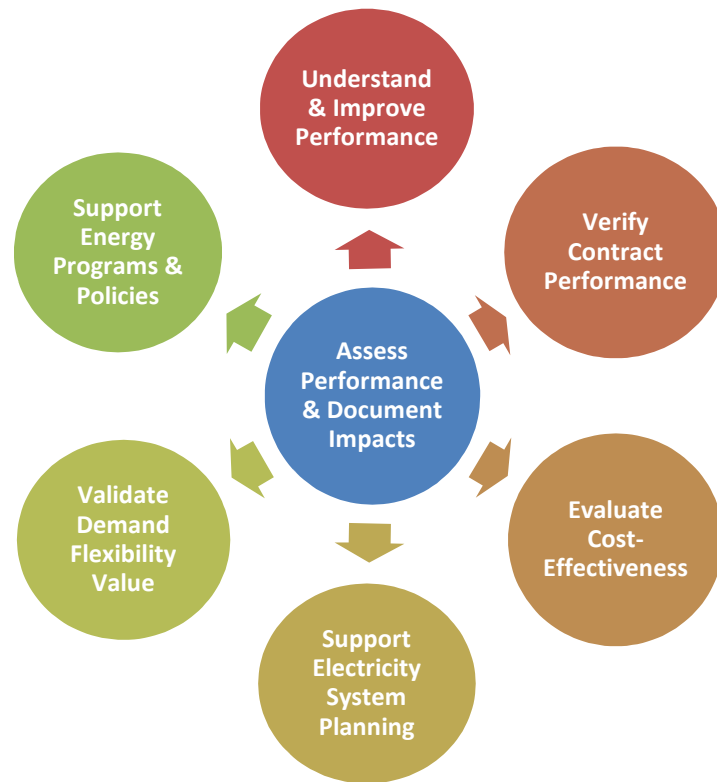 Understand
& Improve
Performance
Verify
Contract
Performance
Evaluate
Cost-
Effectiveness
Support
Electricity
System
Planning
Validate
Demand
Flexibility
Value
Support
Energy
Programs &
Policies
Assess
Performance
& Document
Impacts